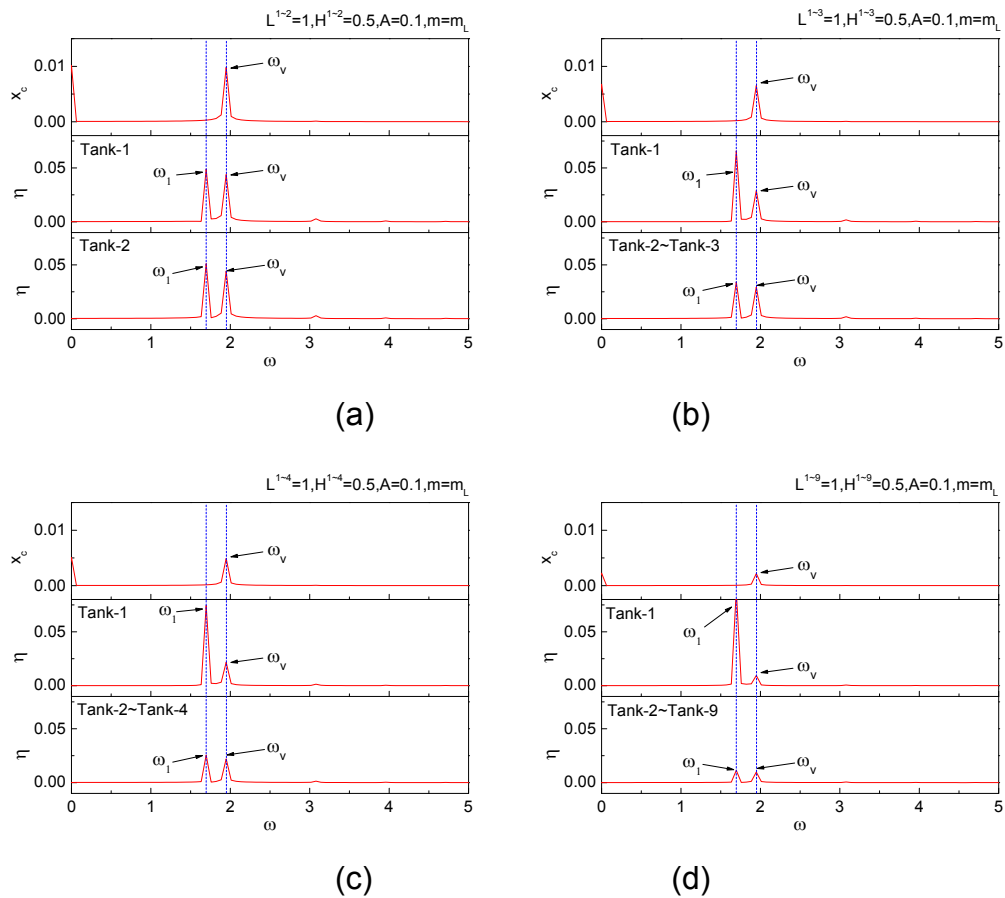 L1~2=1,H1~2=0.5,A=0.1,m=mL
0.01
0.00
xc
ωv
Tank-1
0.05
0.00
η
ω1
ωv
Tank-2
0.05
0.00
η
ω1
ωv
0 1 2 3 4 5
ω
(a)
L1~3=1,H1~3=0.5,A=0.1,m=mL
0.01
0.00
xc
ωv
Tank-1
0.05
0.00
η
ω1
ωv
Tank-2~Tank-3
0.05
0.00
η
ω1
ωv
0 1 2 3 4 5
ω
(b)
L1~4=1,H1~4=0.5,A=0.1,m=mL
0.01
0.00
xc
ωv
Tank-1
0.05
0.00
η
ω1
ωv
Tank-2~Tank-4
0.05
0.00
η
ω1
ωv
0 1 2 3 4 5
ω
(c)
L1~9=1,H1~9=0.5,A=0.1,m=mL
0.01
0.00
xc
ωv
Tank-1
0.05
0.00
η
ω1
ωv
Tank-2~Tank-9
0.05
0.00
η
ω1
ωv
0 1 2 3 4 5
ω
(d)